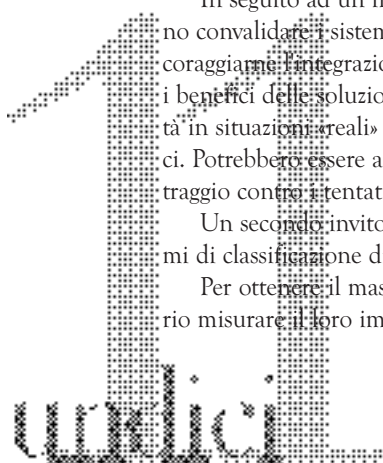 In seguito ad un
no convalidare i sistem
coraggiarne l'integrazio
i benefici delle soluzio
tà in situazioni «reali»
ci. Potrebbero essere a
traggio contro i tentat
Un secondo invito
mi di classificazione d
Per ottenere il mas
rio misurare il loro im
11
undici